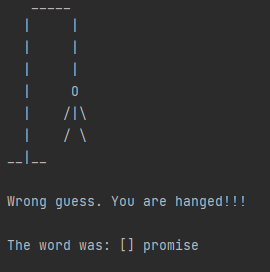 Wrong guess. You are hanged!!!
The word was: [] promise